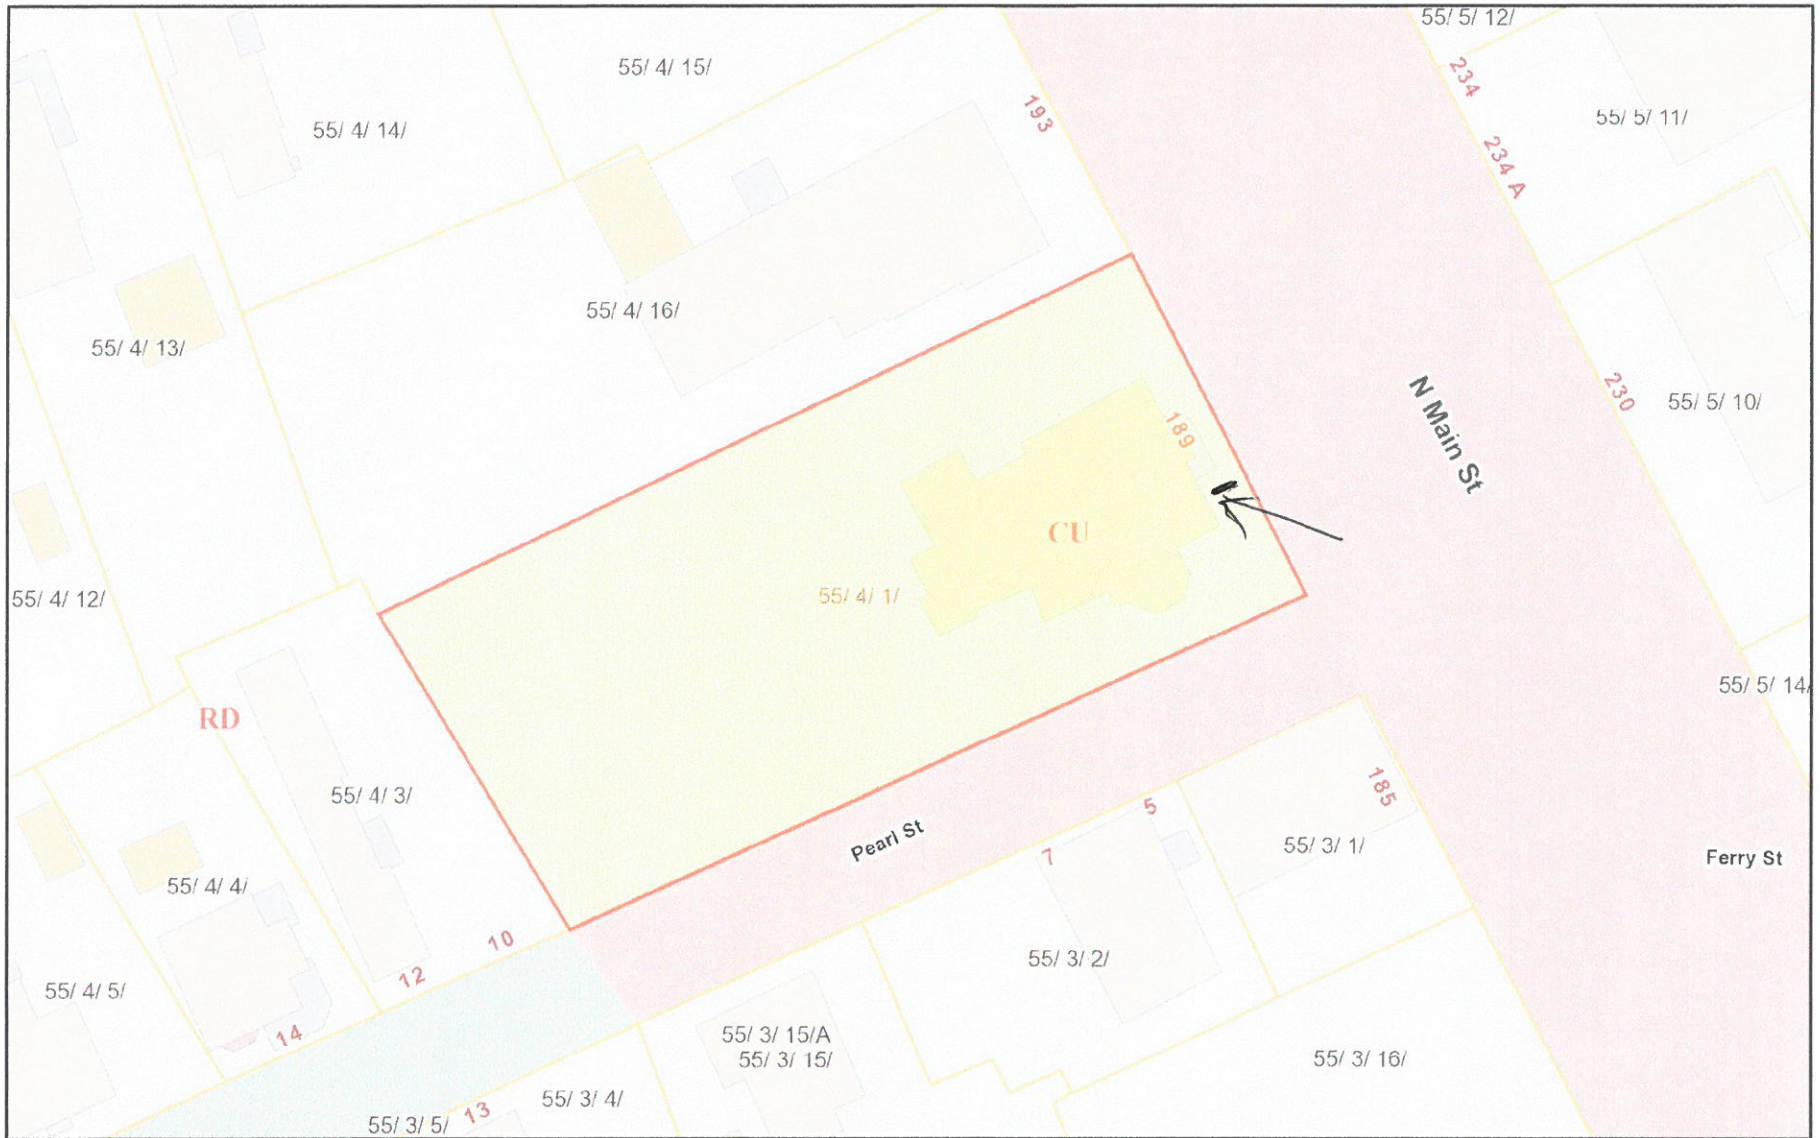 55/ 5/ 12/
55/ 4/ 15/
234
193
55/ 5/ 11/
55/ 4/ 14/
234 A
55/ 4/ 16/
55/ 4/ 13/
230
55/ 5/ 10/
189
N Main St
CU
55/ 4/ 12/
55/ 4/ 1/
55/ 5/ 14/
RD
55/ 4/ 3/
185
5
Pearl St
55/ 3/ 1/
7
Ferry St
55/ 4/ 4/
10
55/ 3/ 2/
12
55/ 4/ 5/
14
55/ 3/ 15/A
55/ 3/ 15/
55/ 3/ 16/
55/ 3/ 4/
13
55/ 3/ 5/